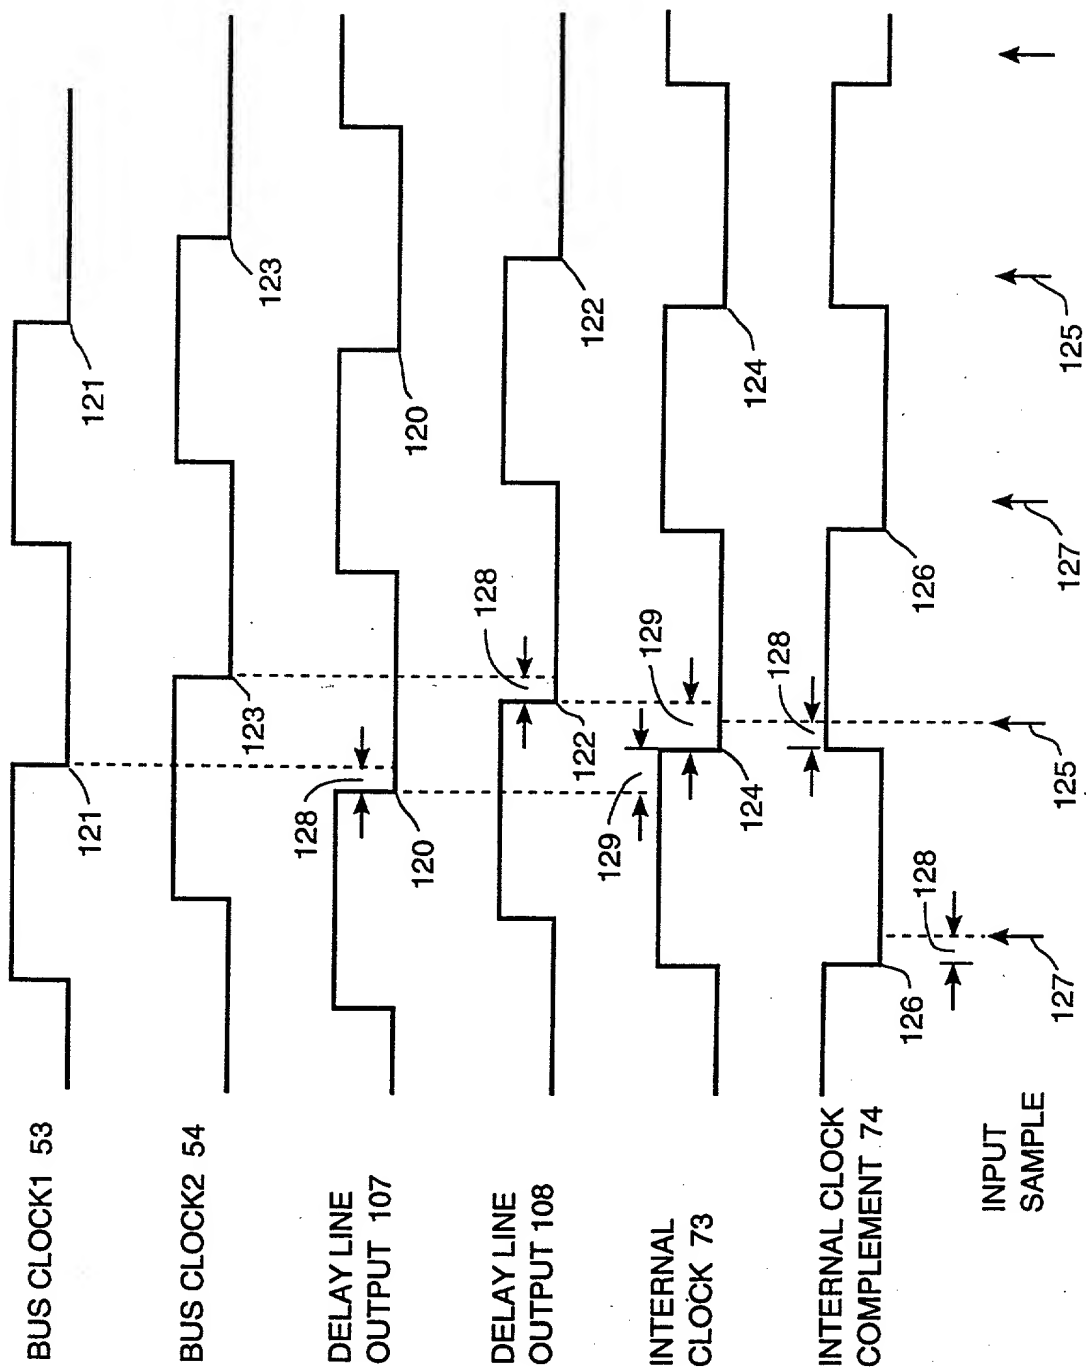 BUS CLOCK1 53
121
121
BUS CLOCK2 54
123
123
DELAY LINE
OUTPUT 107
128
120
120
DELAY LINE
OUTPUT 108
122
128
122
INTERNAL
CLOCK 73
129
124
129
124
INTERNAL CLOCK
COMPLEMENT 74
126
128
126
INPUT
SAMPLE
128
127
125
127
125